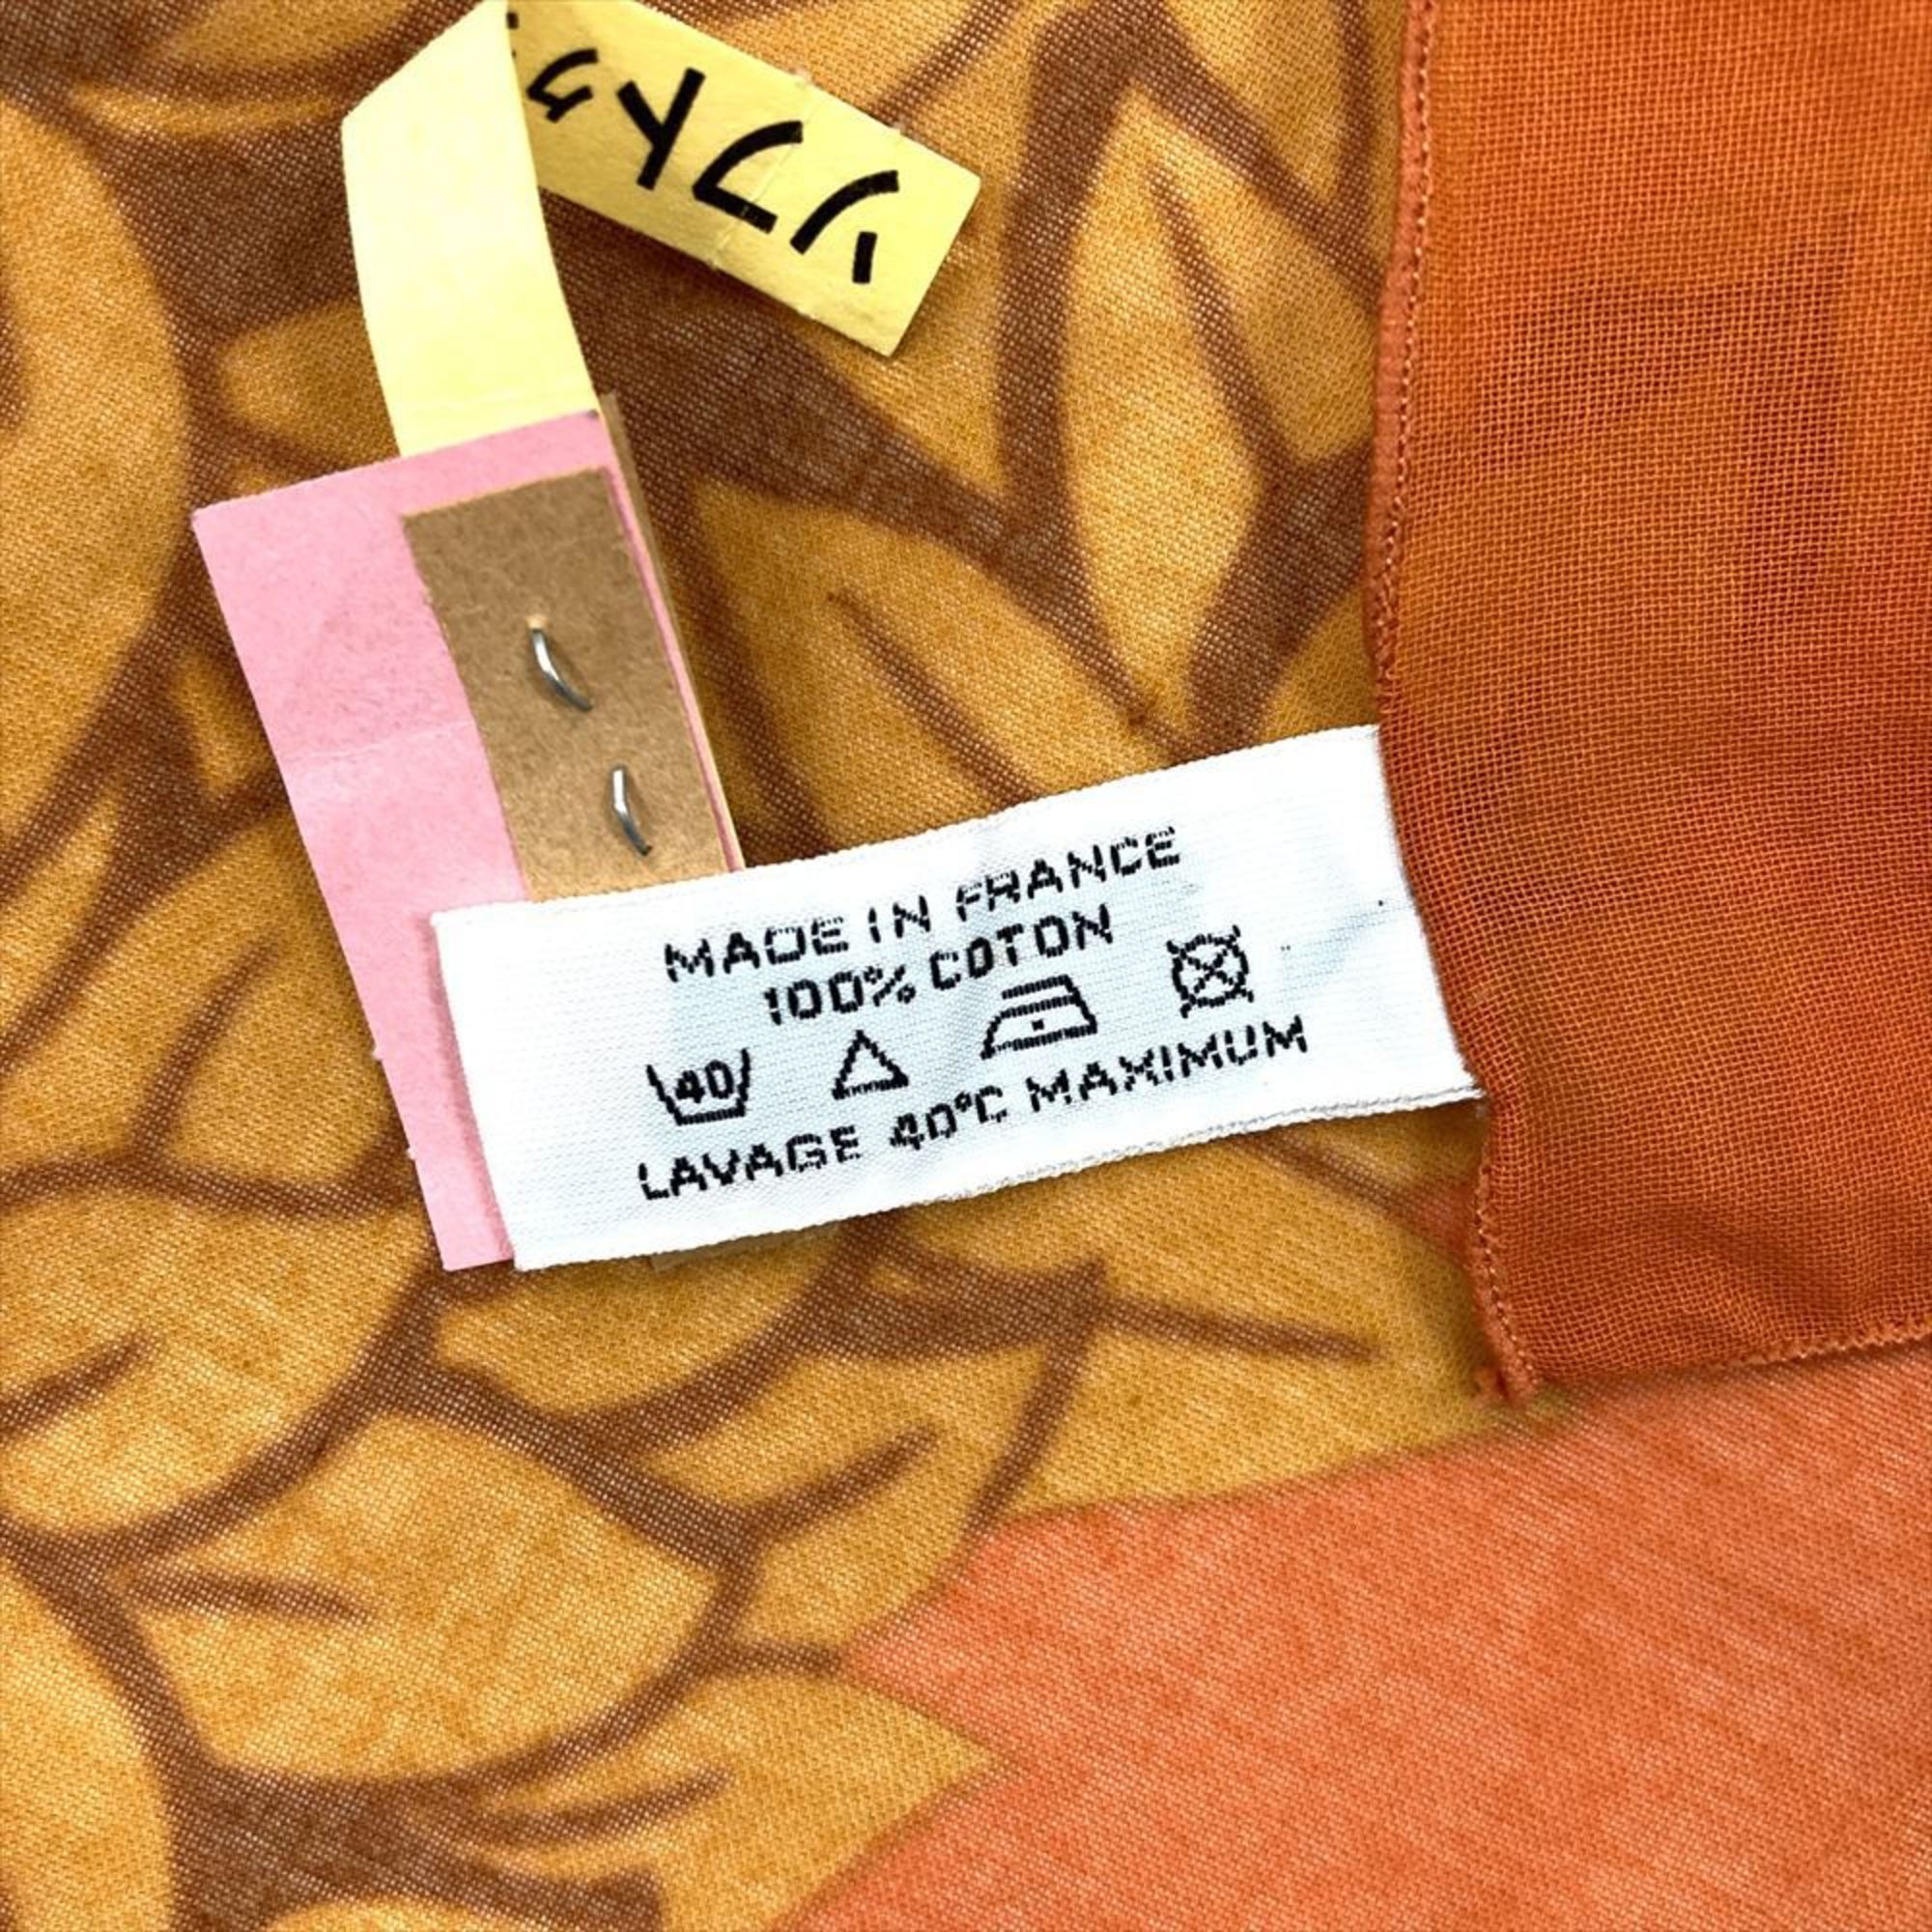 MADE IN FRANCE
100% COTON
40
LAVAGE 40°C MAXIMUM